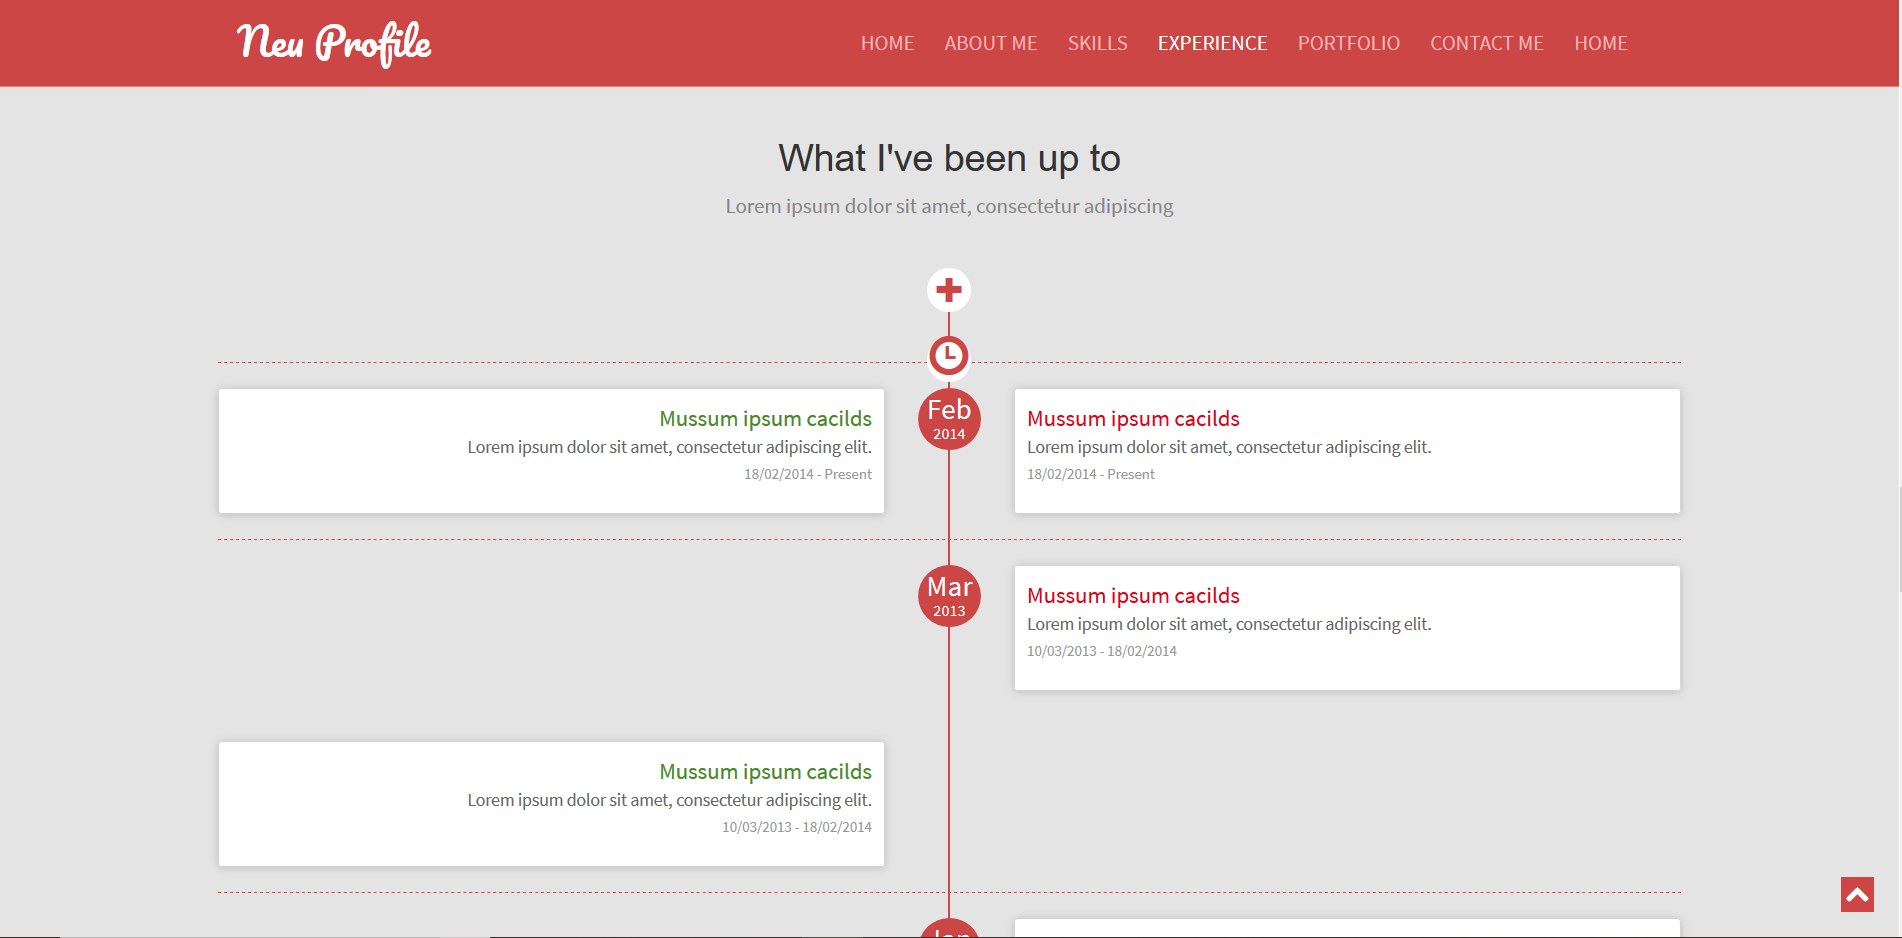 Neu Profile
HOME ABOUT ME SKILLS EXPERIENCE PORTFOLIO CONTACT ME HOME
What I've been up to
Lorem ipsum dolor sit amet, consectetur adipiscing
Mussum ipsum cacilds
Lorem ipsum dolor sit amet, consectetur adipiscing elit.
18/02/2014 - Present
Feb
2014
Mussum ipsum cacilds
Lorem ipsum dolor sit amet, consectetur adipiscing elit.
18/02/2014 - Present
Mar
2013
Mussum ipsum cacilds
Lorem ipsum dolor sit amet, consectetur adipiscing elit.
10/03/2013 - 18/02/2014
Mussum ipsum cacilds
Lorem ipsum dolor sit amet, consectetur adipiscing elit.
10/03/2013 - 18/02/2014